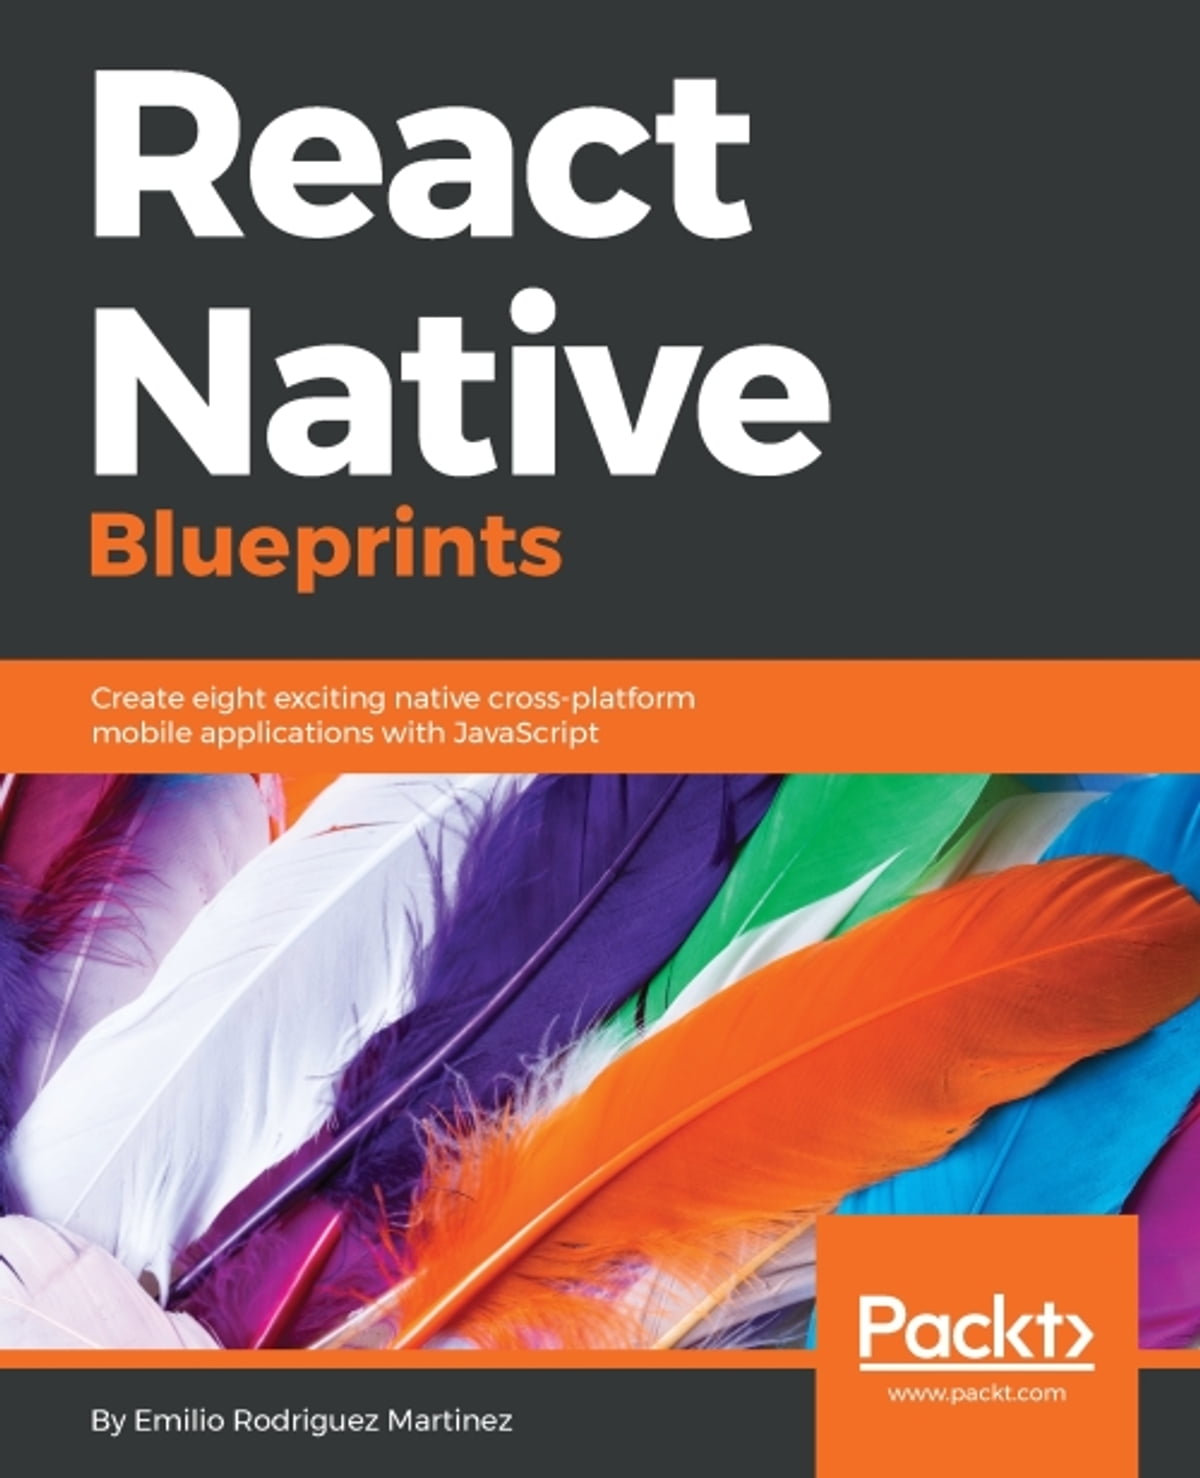 React
Native
Blueprints
Create eight exciting native cross-platform
mobile applications with JavaScript
Packt>
www.packt.com
By Emilio Rodriguez Martinez